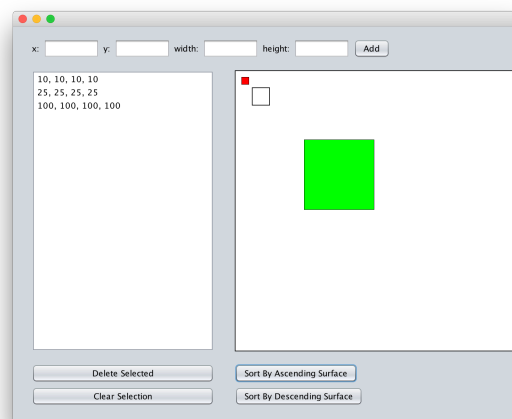 x: y: width: height: Add
10, 10, 10, 10
25, 25, 25, 25
100, 100, 100, 100
Delete Selected Sort By Ascending Surface
Clear Selection Sort By Descending Surface